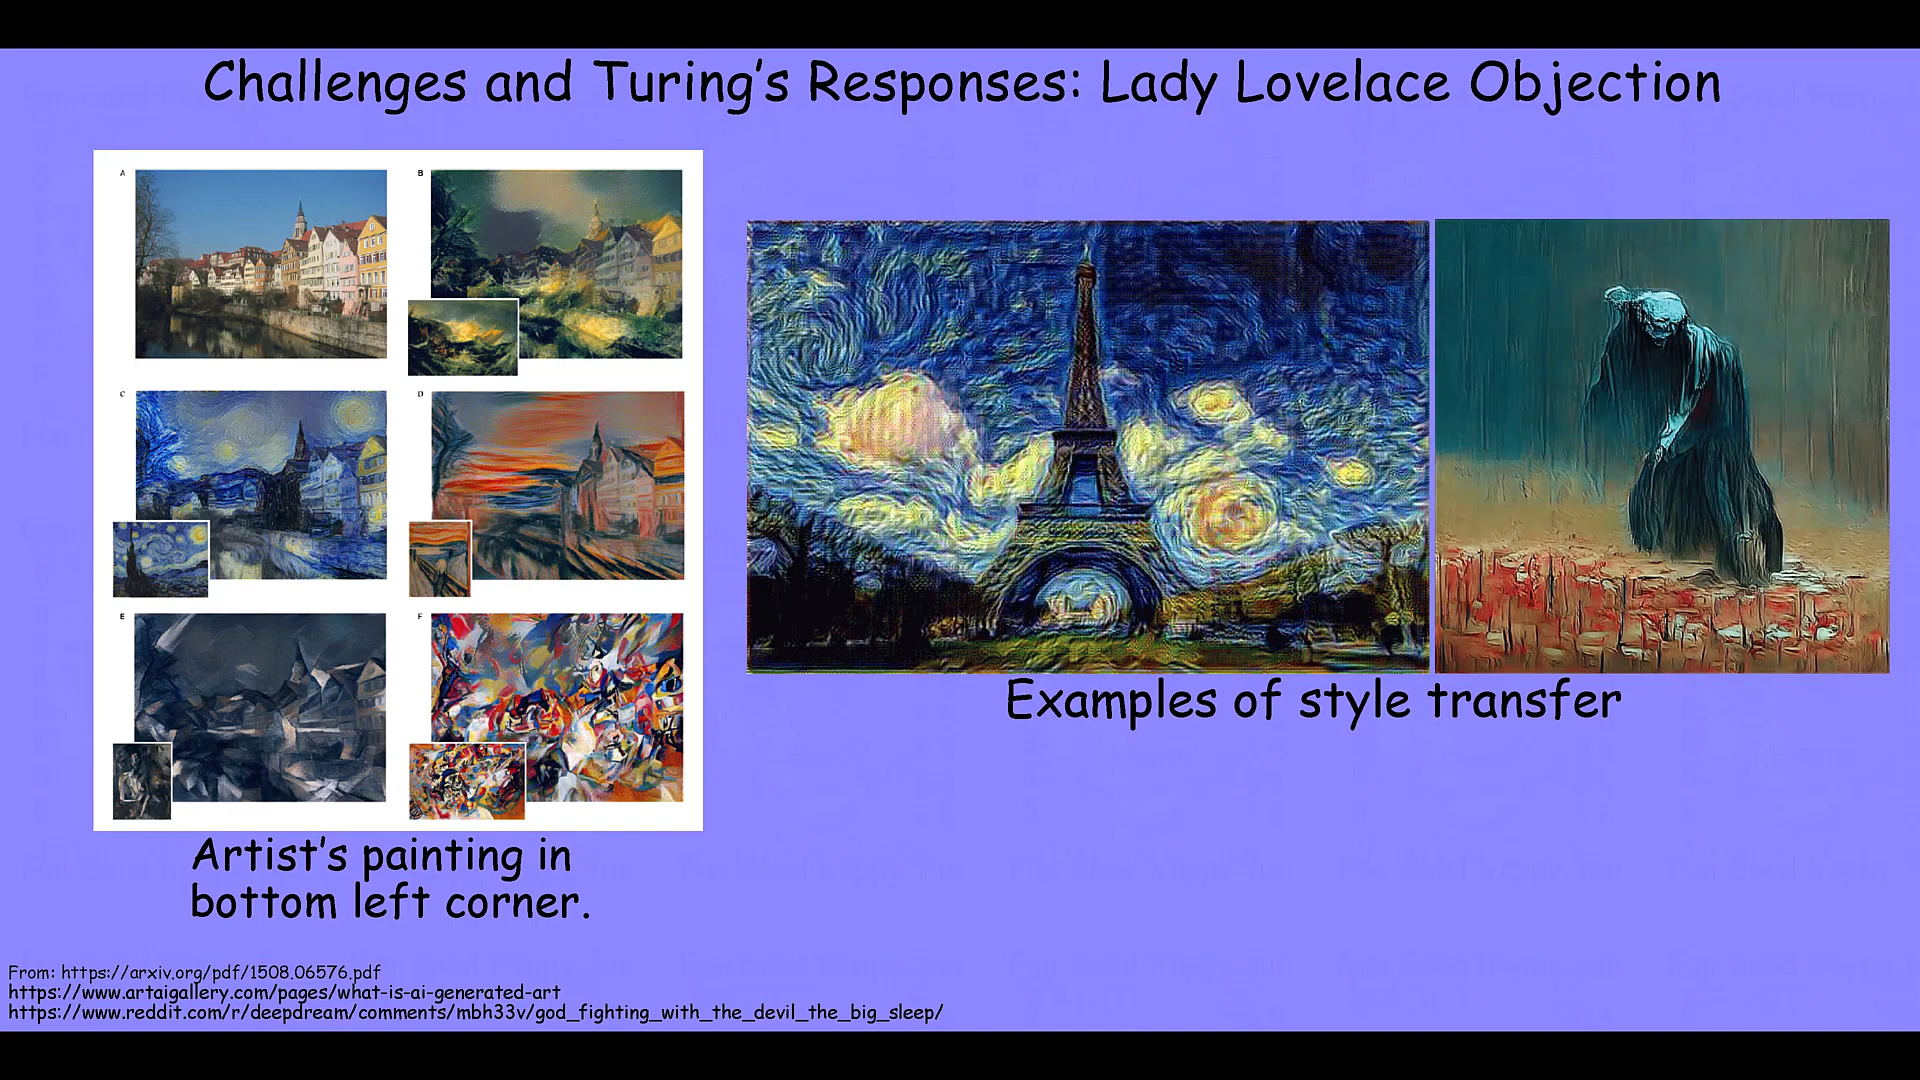 Challenges and Turing's Responses: Lady Lovelace Objection
A
B
C
D
E
F
Examples of style transfer
Artist's painting in
bottom left corner.
From: https://arxiv.org/pdf/1508.06576.pdf
https://www.artaigallery.com/pages/what-is-ai-generated-art
https://www.reddit.com/r/deepdream/comments/mbh33v/god_fighting_with_the_devil_the_big_sleep/